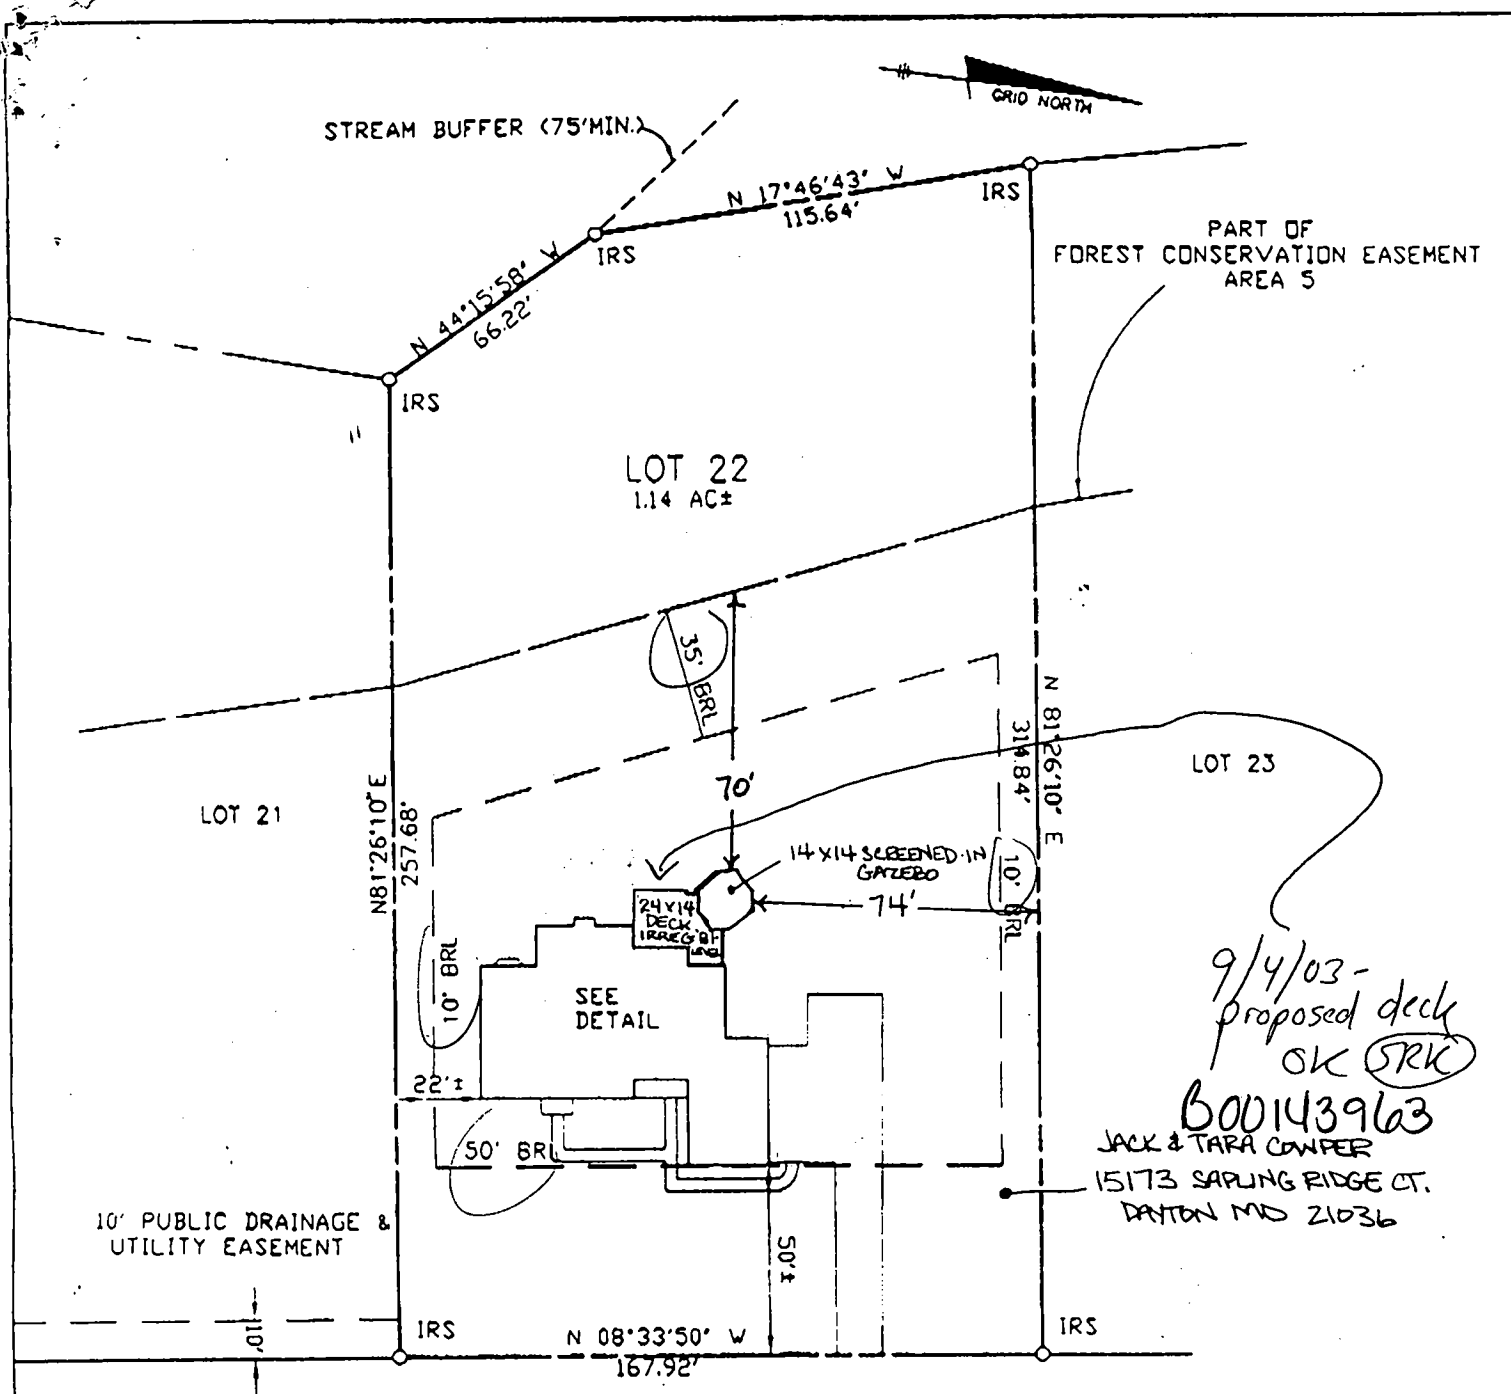 GRID NORTH
STREAM BUFFER (75'MIN.)
N 17°46'43" W
115.64'
IRS
IRS
PART OF
FOREST CONSERVATION EASEMENT
AREA 5
N 44°15'58" W
66.22'
IRS
LOT 22
1.14 AC±
35' BRL
N 81°26'10" E
314.84'
LOT 23
70'
LOT 21
N81°26'10" E
257.68'
14 X14 SCREENED-IN
GAZEBO
10' BRL
74'
24 X14
DECK
IRREG
10' BRL
SEE
DETAIL
9/4/03-
proposed deck
OK SRK
B00143963
JACK & TARA COWPER
15173 SAPLING RIDGE CT.
DAYTON MD 21036
22'±
50' BRL
10' PUBLIC DRAINAGE &
UTILITY EASEMENT
50'±
10'
IRS
N 08°33'50" W
167.92'
IRS